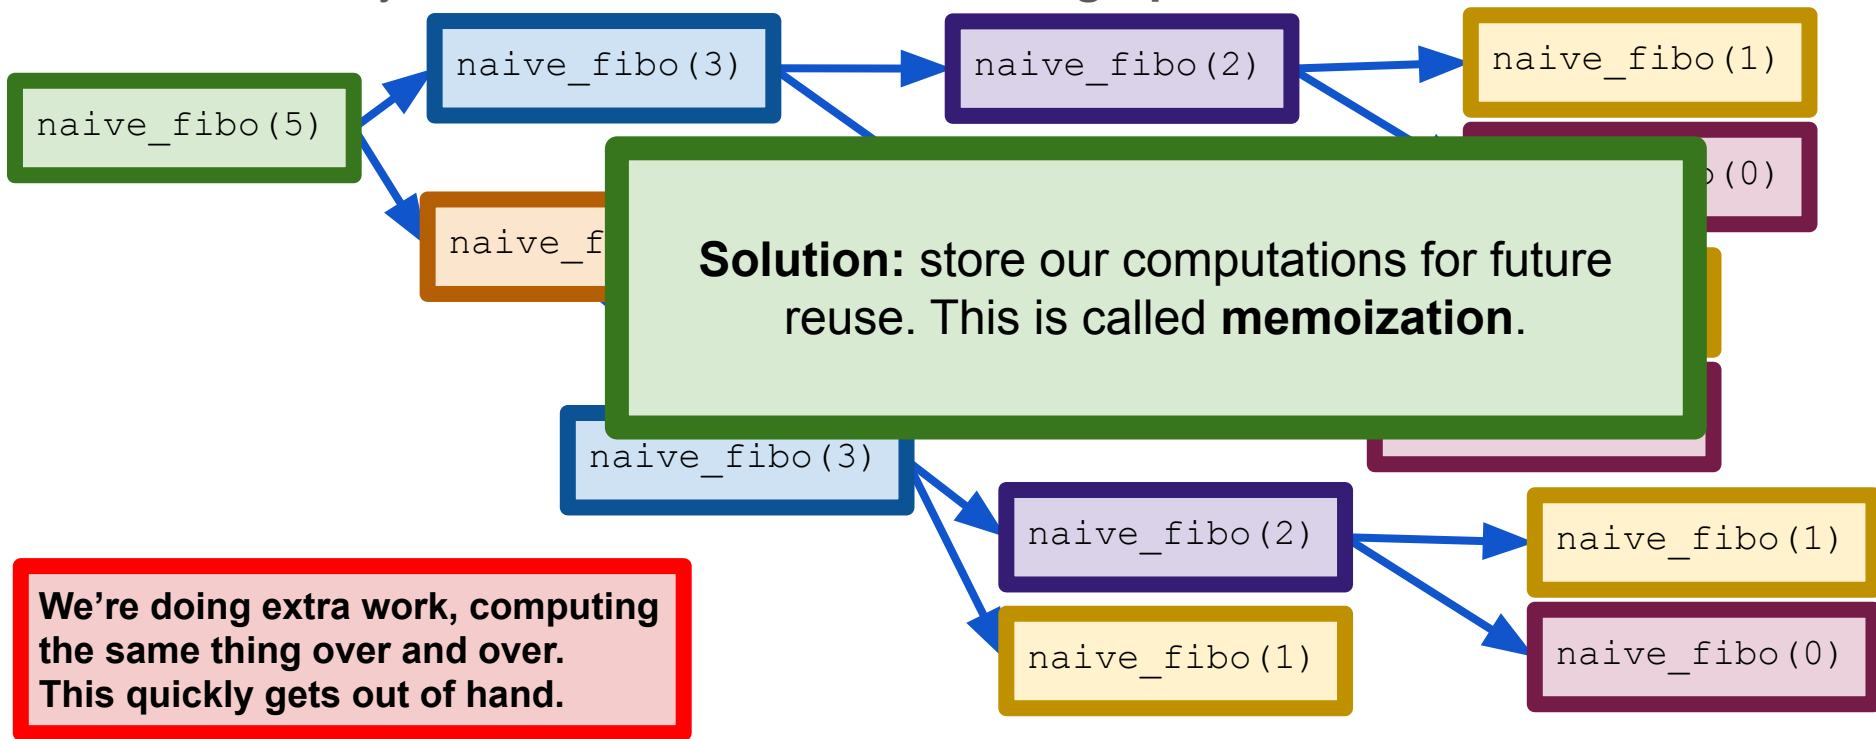 naive_fibo(3)
naive_fibo(2)
naive_fibo(1)
naive_fibo(5)
(0)
naive_f
Solution: store our computations for future
reuse. This is called memoization.
naive_fibo(3)
naive_fibo(2)
naive_fibo(1)
naive_fibo(1)
naive_fibo(0)
We’re doing extra work, computing
the same thing over and over.
This quickly gets out of hand.